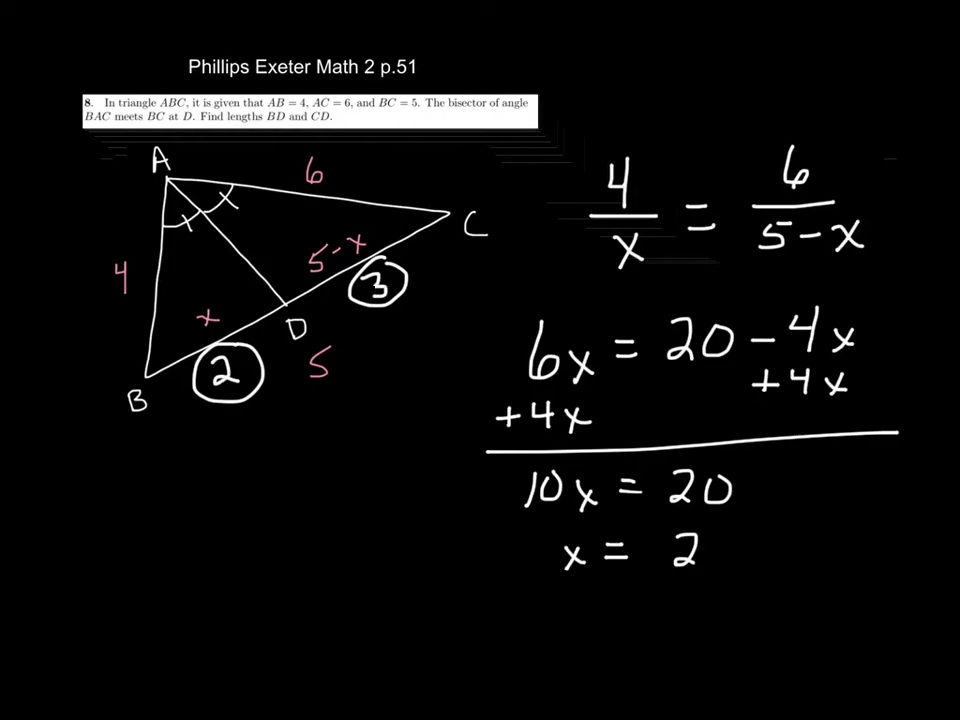 Phillips Exeter Math 2 p.51
8. In triangle ABC, it is given that AB = 4, AC = 6, and BC = 5. The bisector of angle
BAC meets BC at D. Find lengths BD and CD.
A
6
C
4
x
5 - x
3
D
2
5
B
4/x = 6/(5 - x)
6x = 20 - 4x
+4x +4x
10x = 20
x = 2